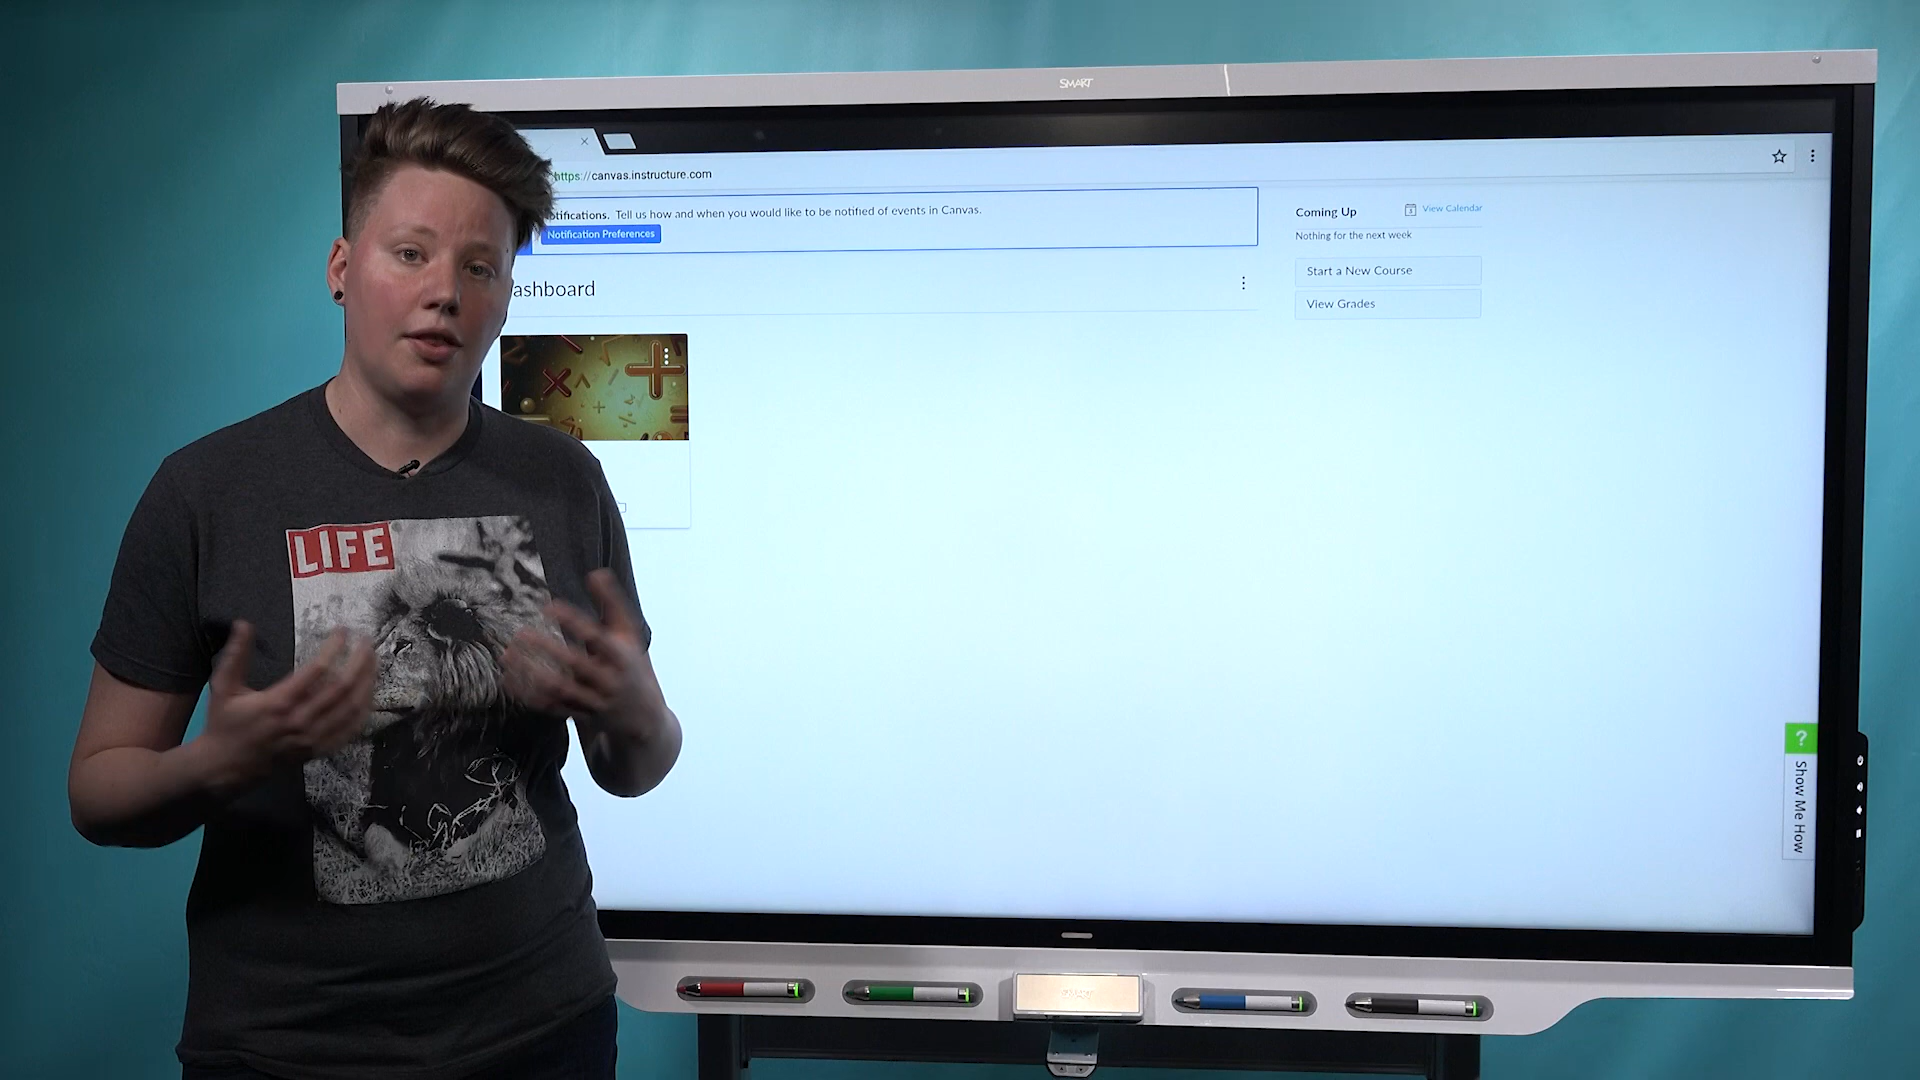 SMART
https://canvas.instructure.com
otifications. Tell us how and when you would like to be notified of events in Canvas.
Notification Preferences
Coming Up
View Calendar
Nothing for the next week
ashboard
Start a New Course
View Grades
LIFE
?
Show Me How